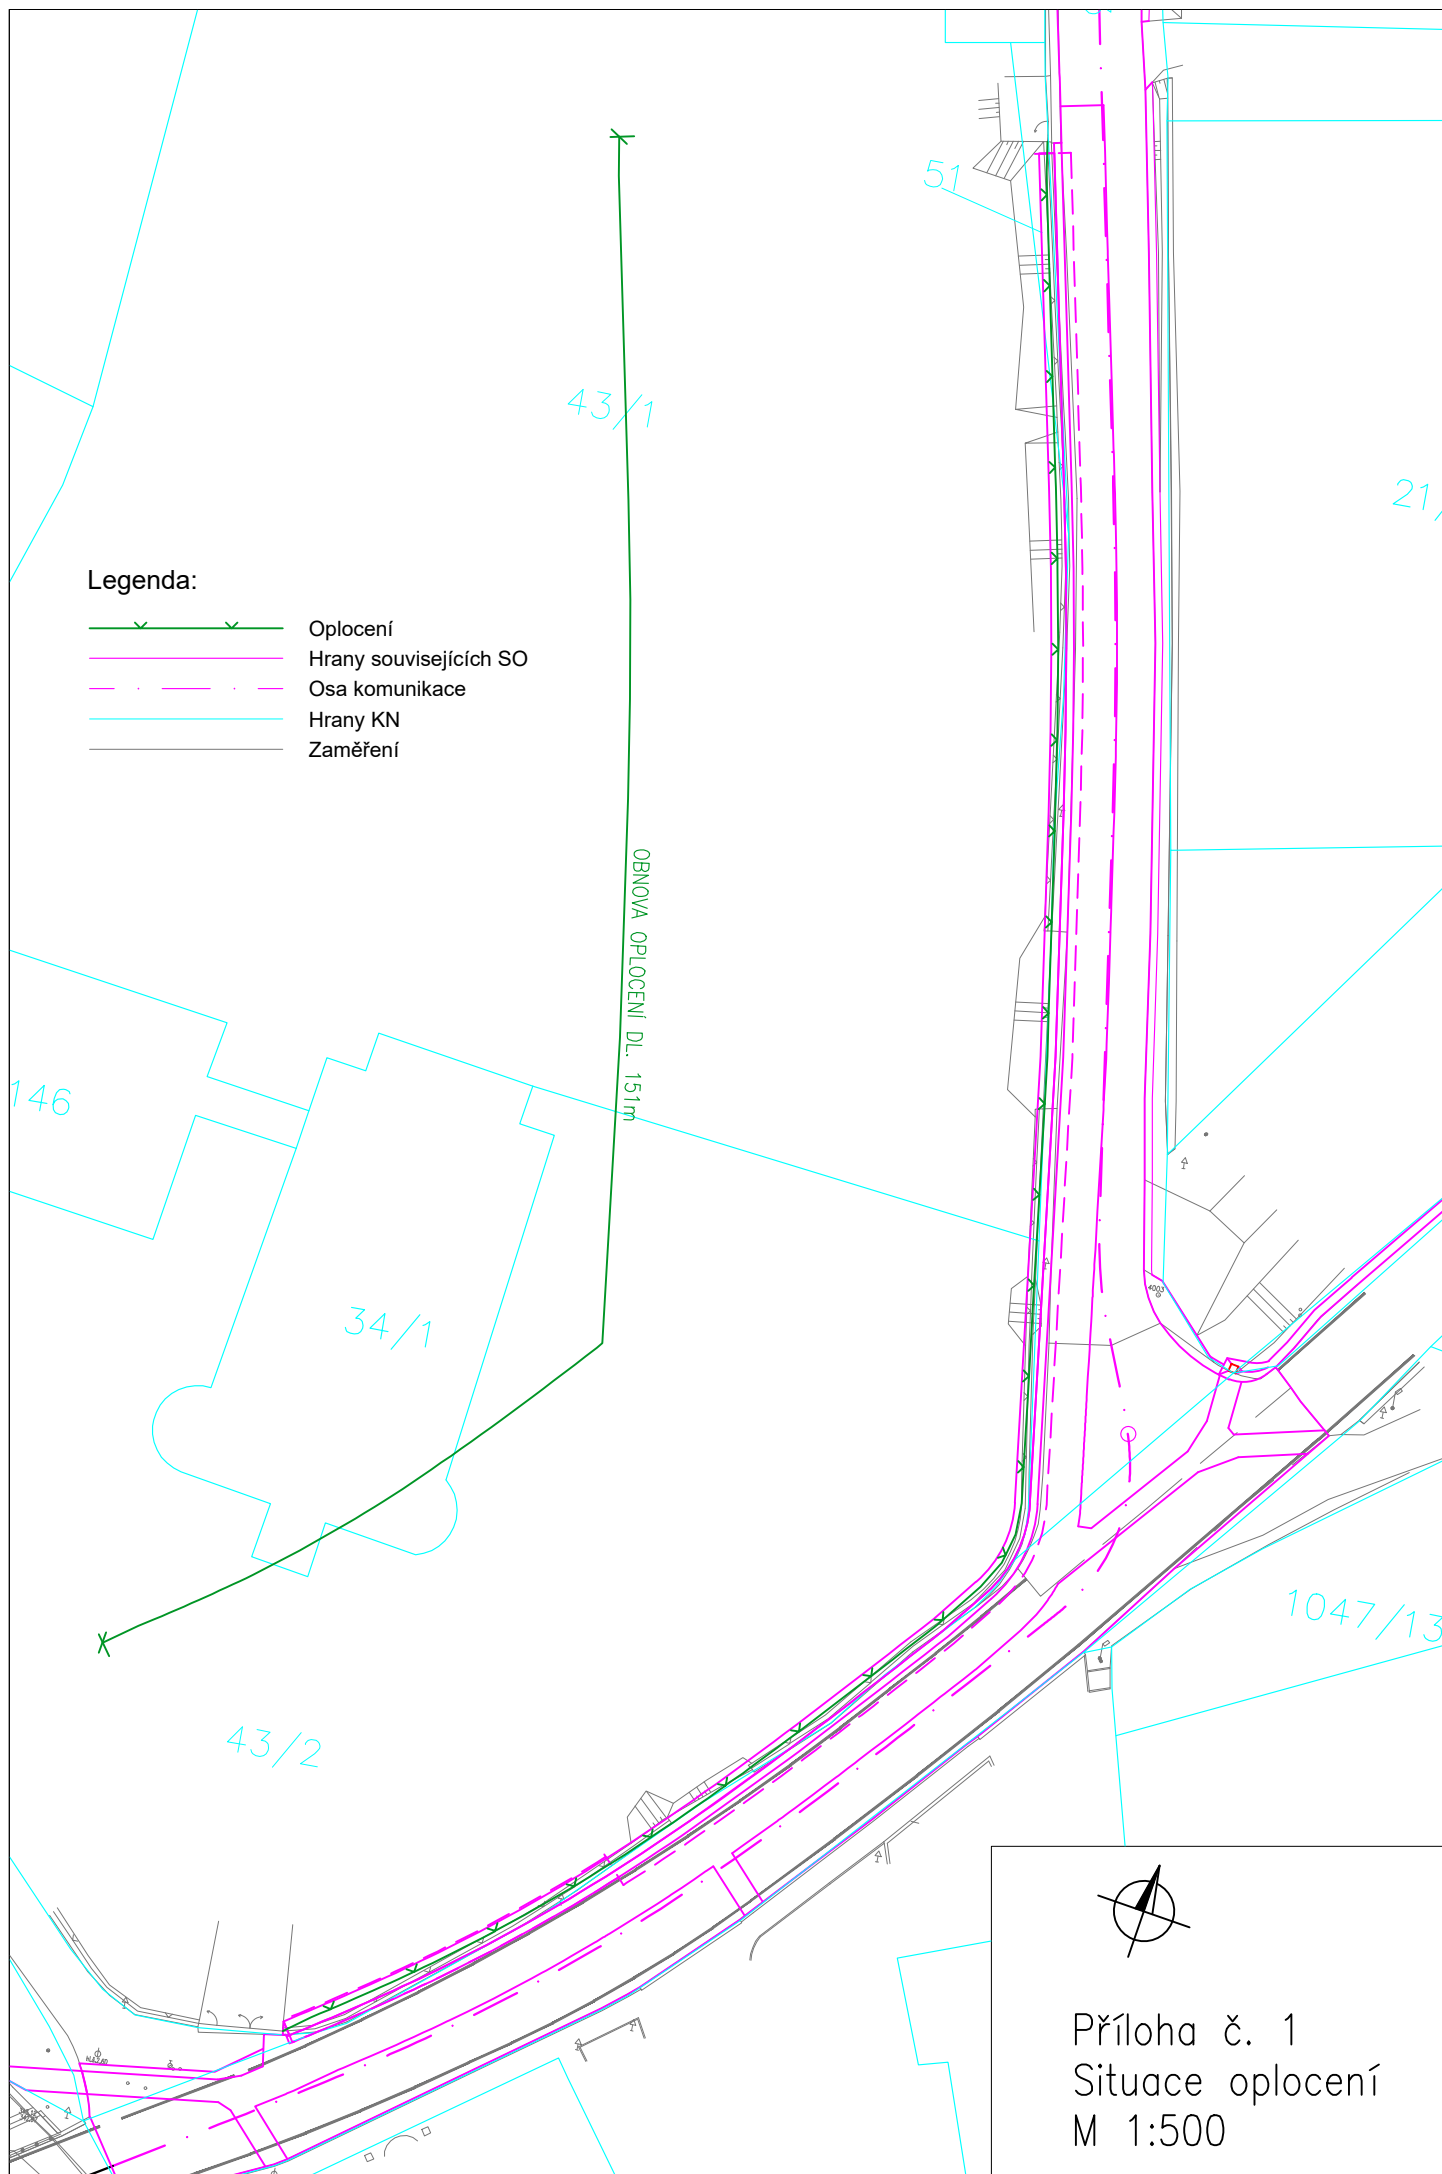 51
43/1
21/
Legenda:
Oplocení
Hrany souvisejících SO
Osa komunikace
Hrany KN
Zaměření
OBNOVA OPLOCENÍ DL. 151m
146
34/1
4003
1047/13
43/2
Příloha č. 1
Situace oplocení
M 1:500